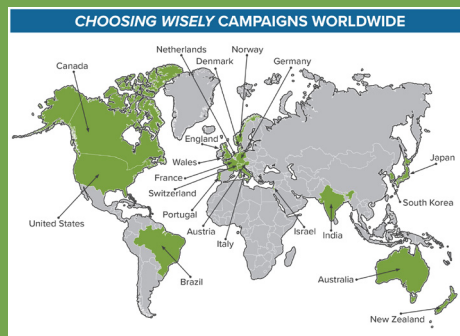 CHOOSING WISELY CAMPAIGNS WORLDWIDE
Netherlands
Norway
Denmark
Germany
Canada
England
Wales
France
Switzerland
Portugal
Austria
Italy
Israel
India
Japan
South Korea
United States
Brazil
Australia
New Zealand